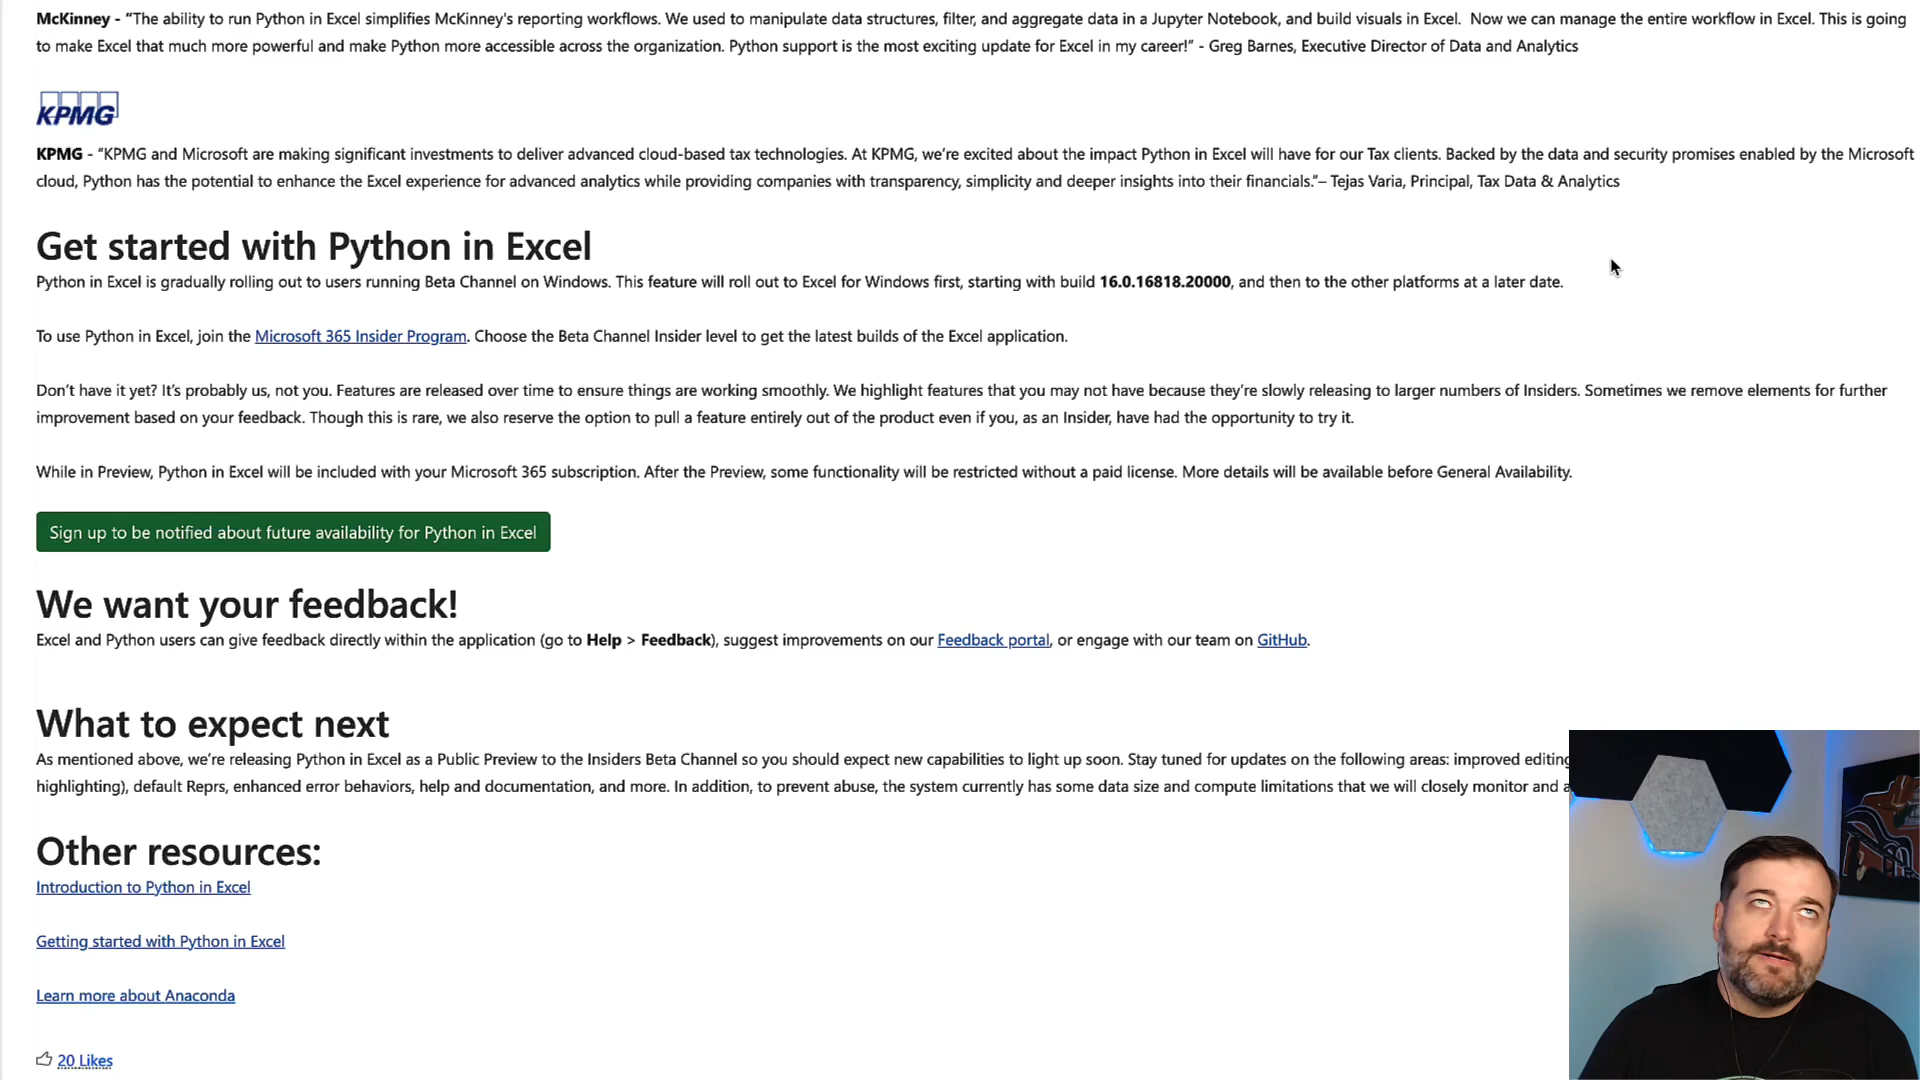 McKinney - “The ability to run Python in Excel simplifies McKinney's reporting workflows. We used to manipulate data structures, filter, and aggregate data in a Jupyter Notebook, and build visuals in Excel.  Now we can manage the entire workflow in Excel. This is going
to make Excel that much more powerful and make Python more accessible across the organization. Python support is the most exciting update for Excel in my career!” - Greg Barnes, Executive Director of Data and Analytics
KPMG
KPMG - “KPMG and Microsoft are making significant investments to deliver advanced cloud-based tax technologies. At KPMG, we’re excited about the impact Python in Excel will have for our Tax clients. Backed by the data and security promises enabled by the Microsoft
cloud, Python has the potential to enhance the Excel experience for advanced analytics while providing companies with transparency, simplicity and deeper insights into their financials.”– Tejas Varia, Principal, Tax Data & Analytics
Get started with Python in Excel
Python in Excel is gradually rolling out to users running Beta Channel on Windows. This feature will roll out to Excel for Windows first, starting with build 16.0.16818.20000, and then to the other platforms at a later date.
To use Python in Excel, join the Microsoft 365 Insider Program. Choose the Beta Channel Insider level to get the latest builds of the Excel application.
Don’t have it yet? It’s probably us, not you. Features are released over time to ensure things are working smoothly. We highlight features that you may not have because they’re slowly releasing to larger numbers of Insiders. Sometimes we remove elements for further
improvement based on your feedback. Though this is rare, we also reserve the option to pull a feature entirely out of the product even if you, as an Insider, have had the opportunity to try it.
While in Preview, Python in Excel will be included with your Microsoft 365 subscription. After the Preview, some functionality will be restricted without a paid license. More details will be available before General Availability.
Sign up to be notified about future availability for Python in Excel
We want your feedback!
Excel and Python users can give feedback directly within the application (go to Help > Feedback), suggest improvements on our Feedback portal, or engage with our team on GitHub.
What to expect next
As mentioned above, we’re releasing Python in Excel as a Public Preview to the Insiders Beta Channel so you should expect new capabilities to light up soon. Stay tuned for updates on the following areas: improved editing
highlighting), default Reprs, enhanced error behaviors, help and documentation, and more. In addition, to prevent abuse, the system currently has some data size and compute limitations that we will closely monitor and
Other resources:
Introduction to Python in Excel
Getting started with Python in Excel
Learn more about Anaconda
20 Likes